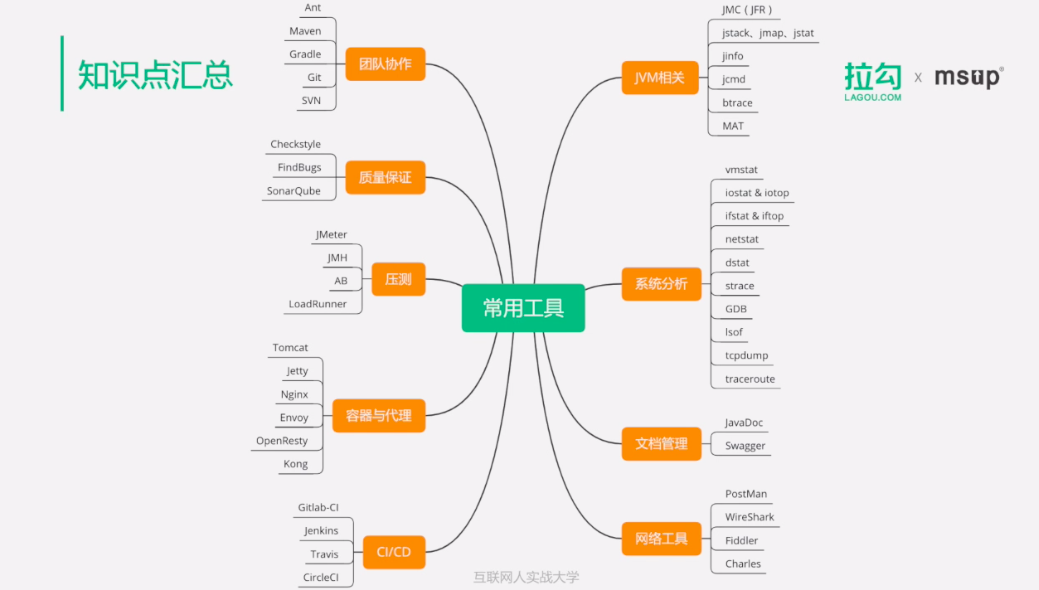 知识点汇总
拉勾
LAGOU.COM
x
msup®
常用工具
团队协作
Ant
Maven
Gradle
Git
SVN
质量保证
Checkstyle
FindBugs
SonarQube
压测
JMeter
JMH
AB
LoadRunner
容器与代理
Tomcat
Jetty
Nginx
Envoy
OpenResty
Kong
CI/CD
Gitlab-CI
Jenkins
Travis
CircleCI
JVM相关
JMC ( JFR )
jstack、jmap、jstat
jinfo
jcmd
btrace
MAT
系统分析
vmstat
iostat & iotop
ifstat & iftop
netstat
dstat
strace
GDB
lsof
tcpdump
traceroute
文档管理
JavaDoc
Swagger
网络工具
PostMan
WireShark
Fiddler
Charles
互联网人实战大学